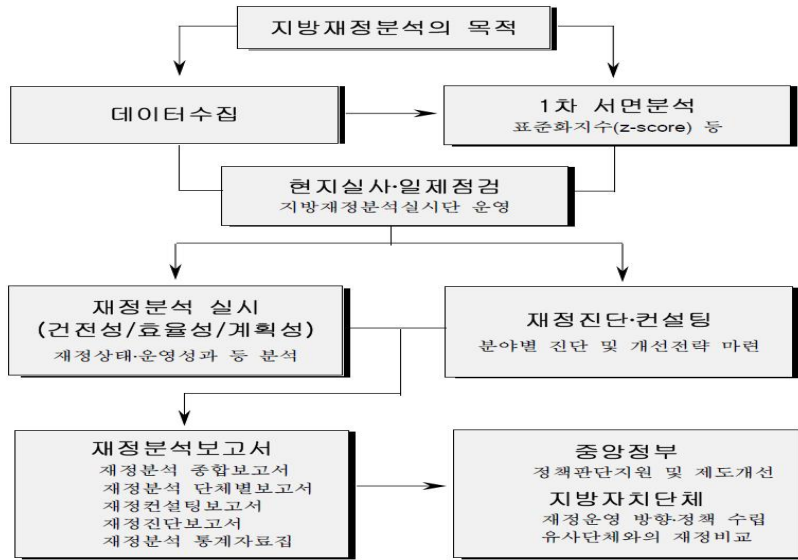 지방재정분석의 목적
데이터수집
1차 서면분석
표준화지수(z-score) 등
현지실사·일제점검
지방재정분석실시단 운영
재정분석 실시
(건전성/효율성/계획성)
재정상태·운영성과 등 분석
재정진단·컨설팅
분야별 진단 및 개선전략 마련
재정분석보고서
재정분석 종합보고서
재정분석 단체별보고서
재정컨설팅보고서
재정진단보고서
재정분석 통계자료집
중앙정부
정책판단지원 및 제도개선
지방자치단체
재정운영 방향·정책 수립
유사단체와의 재정비교